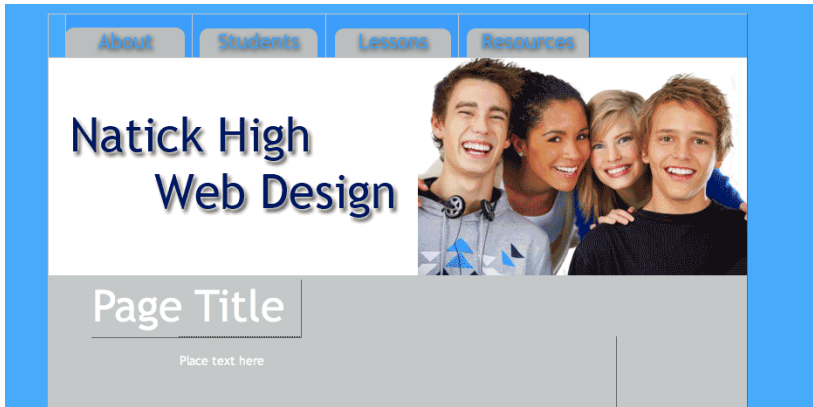 About Students Lessons Resources
Natick High
Web Design
Page Title
Place text here